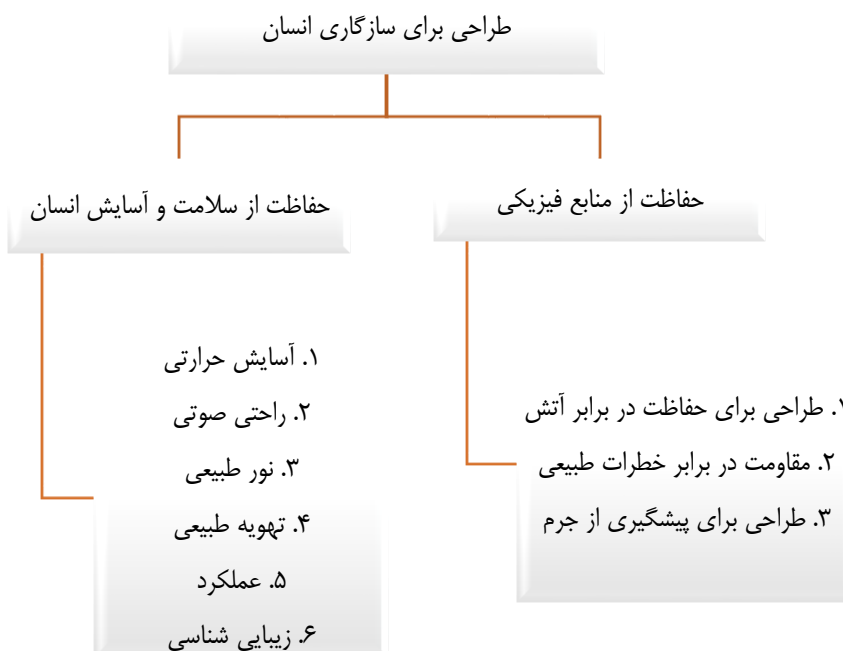 طراحی برای سازگاری انسان
حفاظت از منابع فیزیکی
حفاظت از سلامت و آسایش انسان
۱. طراحی برای حفاظت در برابر آتش
۲. مقاومت در برابر خطرات طبیعی
۳. طراحی برای پیشگیری از جرم
۱. آسایش حرارتی
۲. راحتی صوتی
۳. نور طبیعی
۴. تهویه طبیعی
۵. عملکرد
۶. زیبایی شناسی